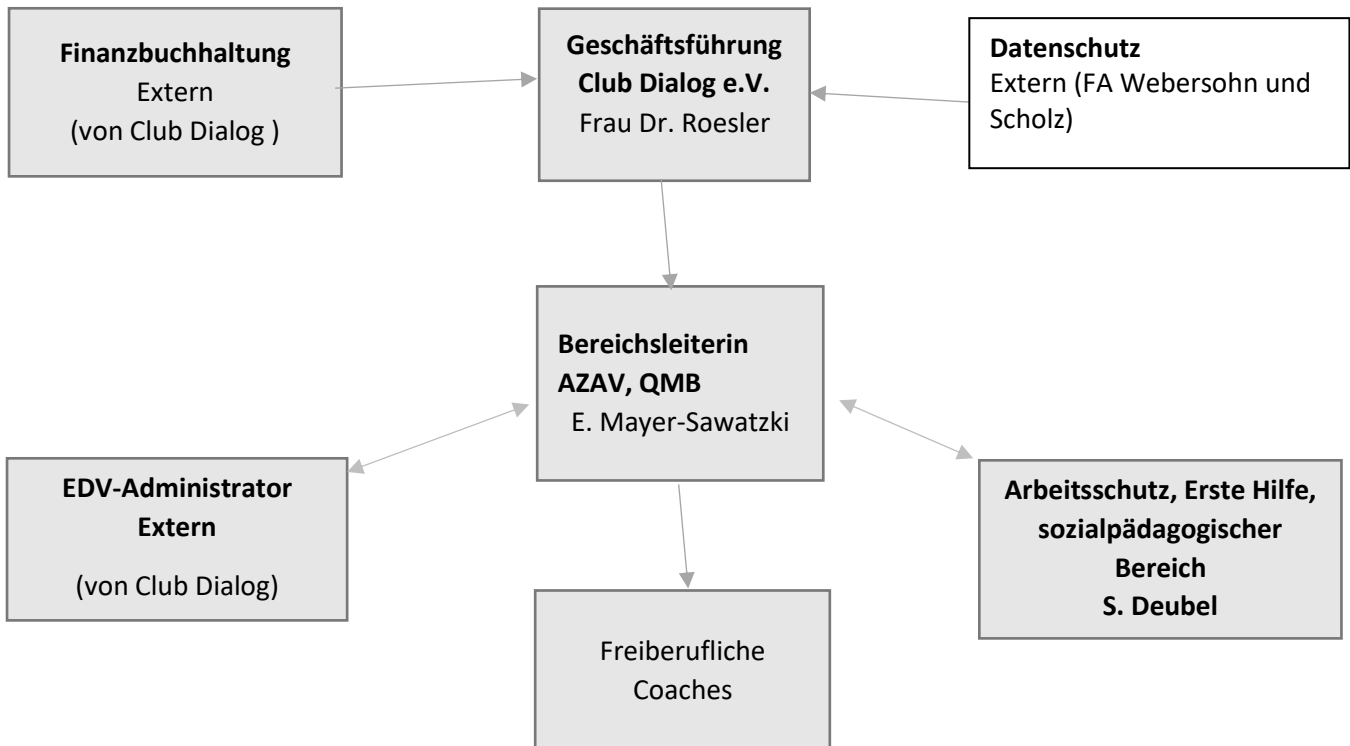 Finanzbuchhaltung
Extern
(von Club Dialog )
Geschäftsführung
Club Dialog e.V.
Frau Dr. Roesler
Datenschutz
Extern (FA Webersohn und
Scholz)
Bereichsleiterin
AZAV, QMB
E. Mayer-Sawatzki
EDV-Administrator
Extern
(von Club Dialog)
Arbeitsschutz, Erste Hilfe,
sozialpädagogischer
Bereich
S. Deubel
Freiberufliche
Coaches